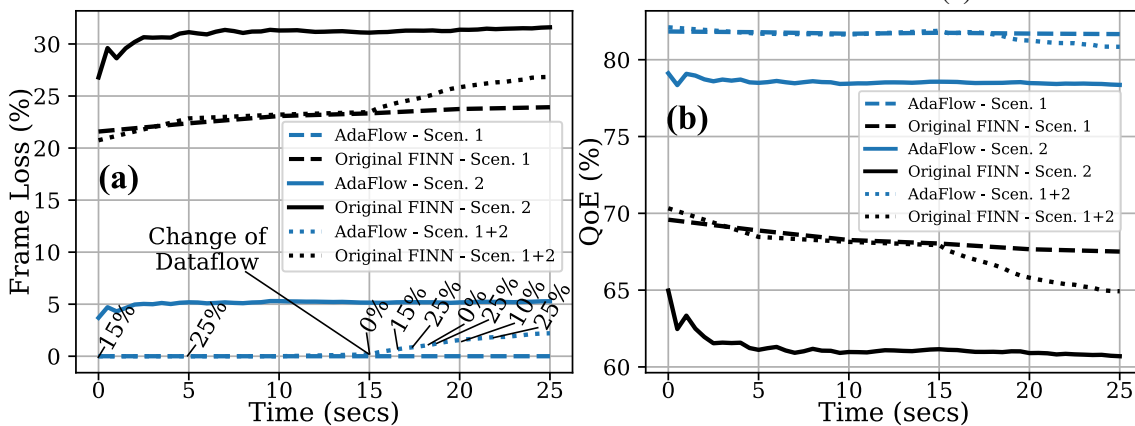 Frame Loss (%)
30
25
20
15
10
5
0
(a)
AdaFlow - Scen. 1
Original FINN - Scen. 1
AdaFlow - Scen. 2
Original FINN - Scen. 2
AdaFlow - Scen. 1+2
Original FINN - Scen. 1+2
Change of
Dataflow
15%
25%
0%
15%
25%
0%
25%
10%
25%
0 5 10 15 20 25
Time (secs)
QoE (%)
80
75
70
65
60
(b)
AdaFlow - Scen. 1
Original FINN - Scen. 1
AdaFlow - Scen. 2
Original FINN - Scen. 2
AdaFlow - Scen. 1+2
Original FINN - Scen. 1+2
0 5 10 15 20 25
Time (secs)